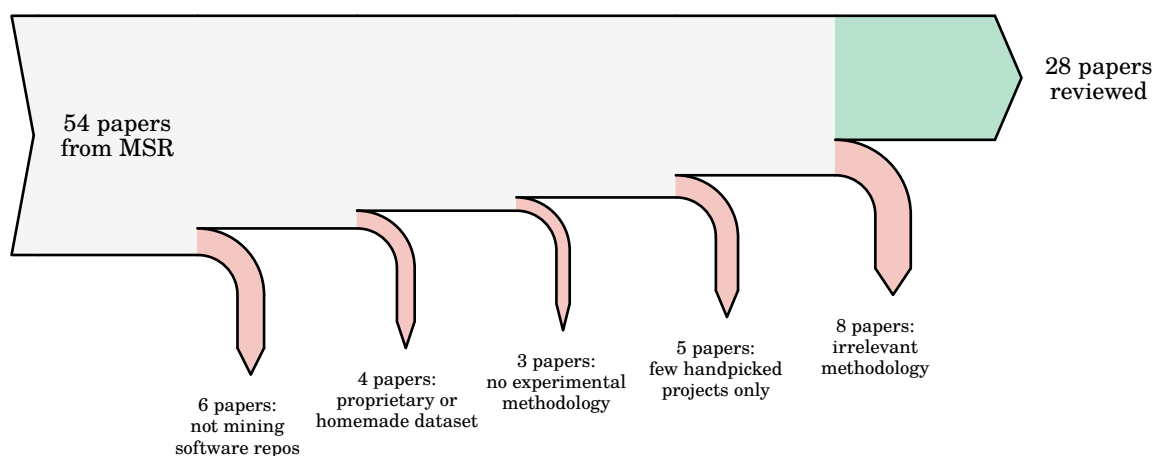 54 papers
from MSR
28 papers
reviewed
6 papers:
not mining
software repos
4 papers:
proprietary or
homemade dataset
3 papers:
no experimental
methodology
5 papers:
few handpicked
projects only
8 papers:
irrelevant
methodology